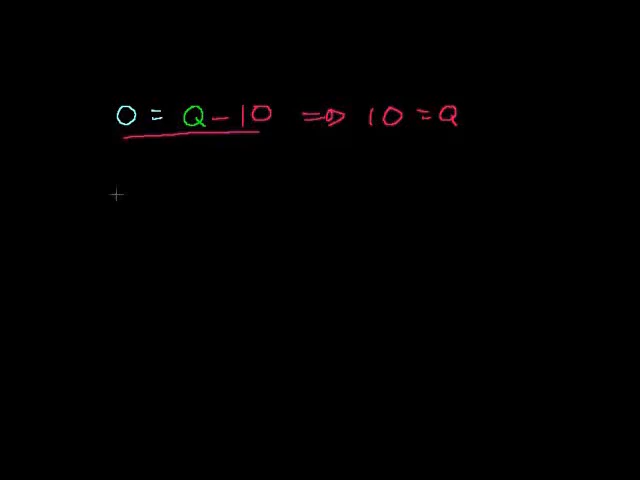 0 = Q - 10 ⇒ 10 = Q